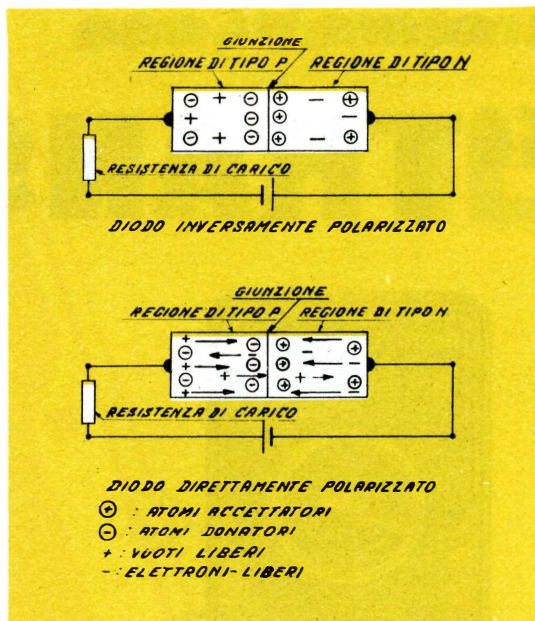 GIUNZIONE
REGIONE DI TIPO P REGIONE DI TIPO N
RESISTENZA DI CARICO
DIODO INVERSAMENTE POLARIZZATO
GIUNZIONE
REGIONE DI TIPO P REGIONE DI TIPO N
RESISTENZA DI CARICO
DIODO DIRETTAMENTE POLARIZZATO
⊕ : ATOMI ACCETTATORI
⊖ : ATOMI DONATORI
+ : VUOTI LIBERI
- : ELETTRONI-LIBERI